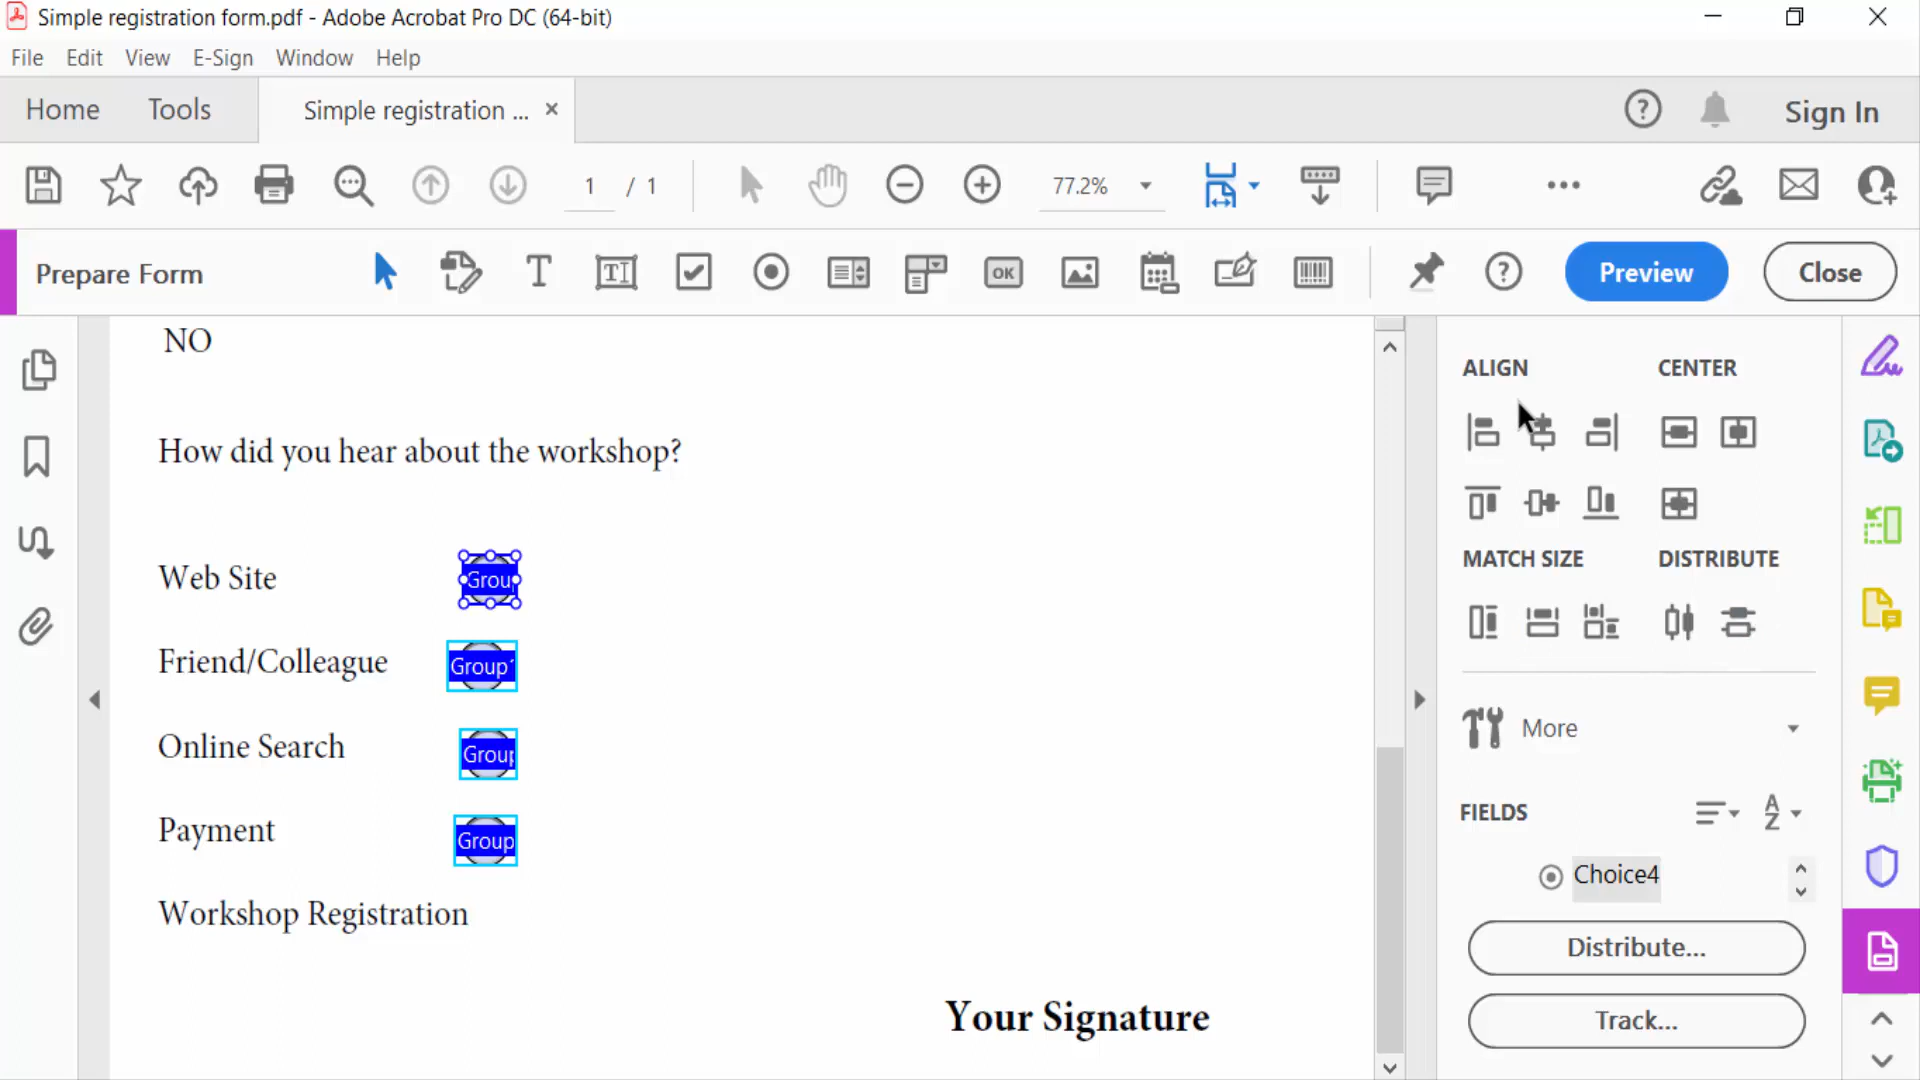 Simple registration form.pdf - Adobe Acrobat Pro DC (64-bit)
File Edit View E-Sign Window Help
Home Tools Simple registration ... Sign In
1 / 1 77.2%
Prepare Form OK Preview Close
NO
ALIGN CENTER
How did you hear about the workshop?
MATCH SIZE DISTRIBUTE
Web Site Grou
Friend/Colleague Group
More
Online Search Group
FIELDS A Z
Payment Group
Choice4
Workshop Registration
Distribute...
Your Signature
Track...